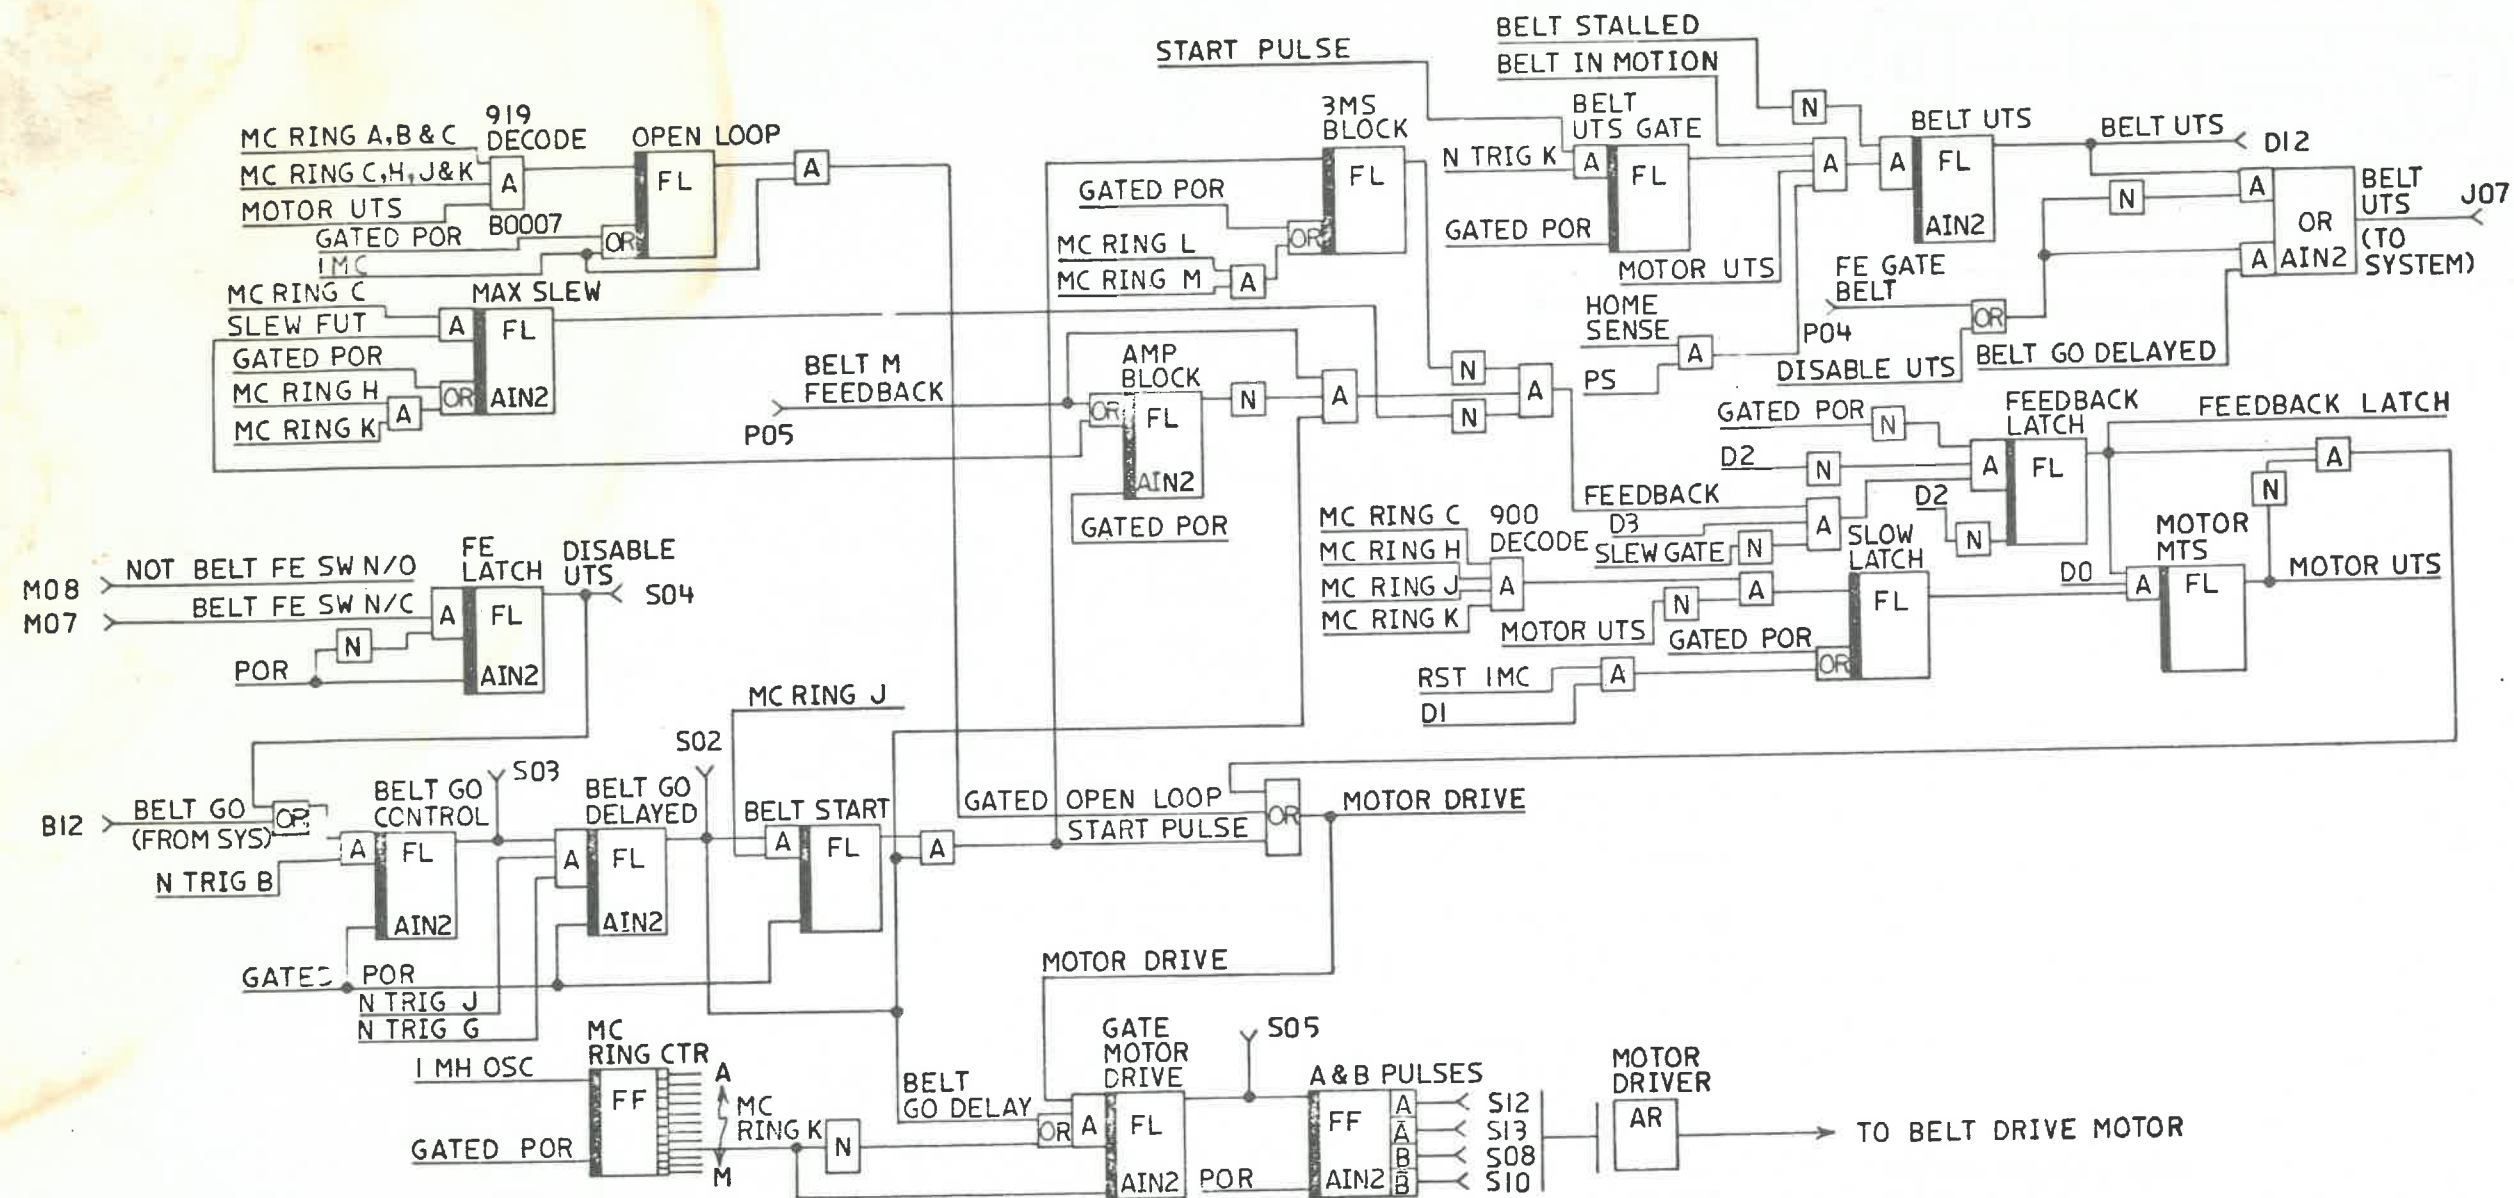 BELT STALLED
START PULSE
BELT IN MOTION
N
3MS
BLOCK
BELT
UTS GATE
BELT UTS
BELT UTS
D12
919
DECODE
OPEN LOOP
MC RING A,B & C
MC RING C,H,J&K
MOTOR UTS
A
FL
A
GATED POR
B0007
OR
IMC
N TRIG K
A
FL
FL
A
A
FL
AIN2
GATED POR
OR
MC RING L
MC RING M
A
GATED POR
MOTOR UTS
N
A
OR
A
AIN2
BELT
UTS
(TO
SYSTEM)
J07
FE GATE
BELT
P04
OR
DISABLE UTS
BELT GO DELAYED
HOME
SENSE
PS
A
MC RING C
MAX SLEW
SLEW FUT
A
FL
GATED POR
MC RING H
MC RING K
A
OR
AIN2
BELT M
FEEDBACK
P05
AMP
BLOCK
OR
FL
AIN2
GATED POR
N
A
N
N
A
GATED POR
N
FEEDBACK
LATCH
FEEDBACK LATCH
D2
N
A
FL
A
N
FEEDBACK
D3
SLEW GATE
N
A
D2
N
MC RING C
MC RING H
MC RING J
MC RING K
900
DECODE
A
SLOW
LATCH
A
FL
MOTOR UTS
N
GATED POR
OR
RST IMC
D1
A
MOTOR
MTS
D0
A
FL
MOTOR UTS
M08
NOT BELT FE SW N/O
M07
BELT FE SW N/C
FE
LATCH
DISABLE
UTS
S04
A
FL
N
POR
AIN2
MC RING J
S02
S03
B12
BELT GO
(FROM SYS)
OR
BELT GO
CONTROL
A
FL
AIN2
N TRIG B
BELT GO
DELAYED
A
FL
AIN2
BELT START
A
FL
A
GATED OPEN LOOP
START PULSE
OR
MOTOR DRIVE
GATED POR
N TRIG J
N TRIG G
MOTOR DRIVE
I MH OSC
MC
RING CTR
FF
A
MC
RING K
M
GATED POR
N
BELT
GO DELAY
OR
A
GATE
MOTOR
DRIVE
FL
AIN2
S05
A & B PULSES
FF
AIN2
POR
A
A̅
B
B̅
S12
S13
S08
S10
MOTOR
DRIVER
AR
TO BELT DRIVE MOTOR